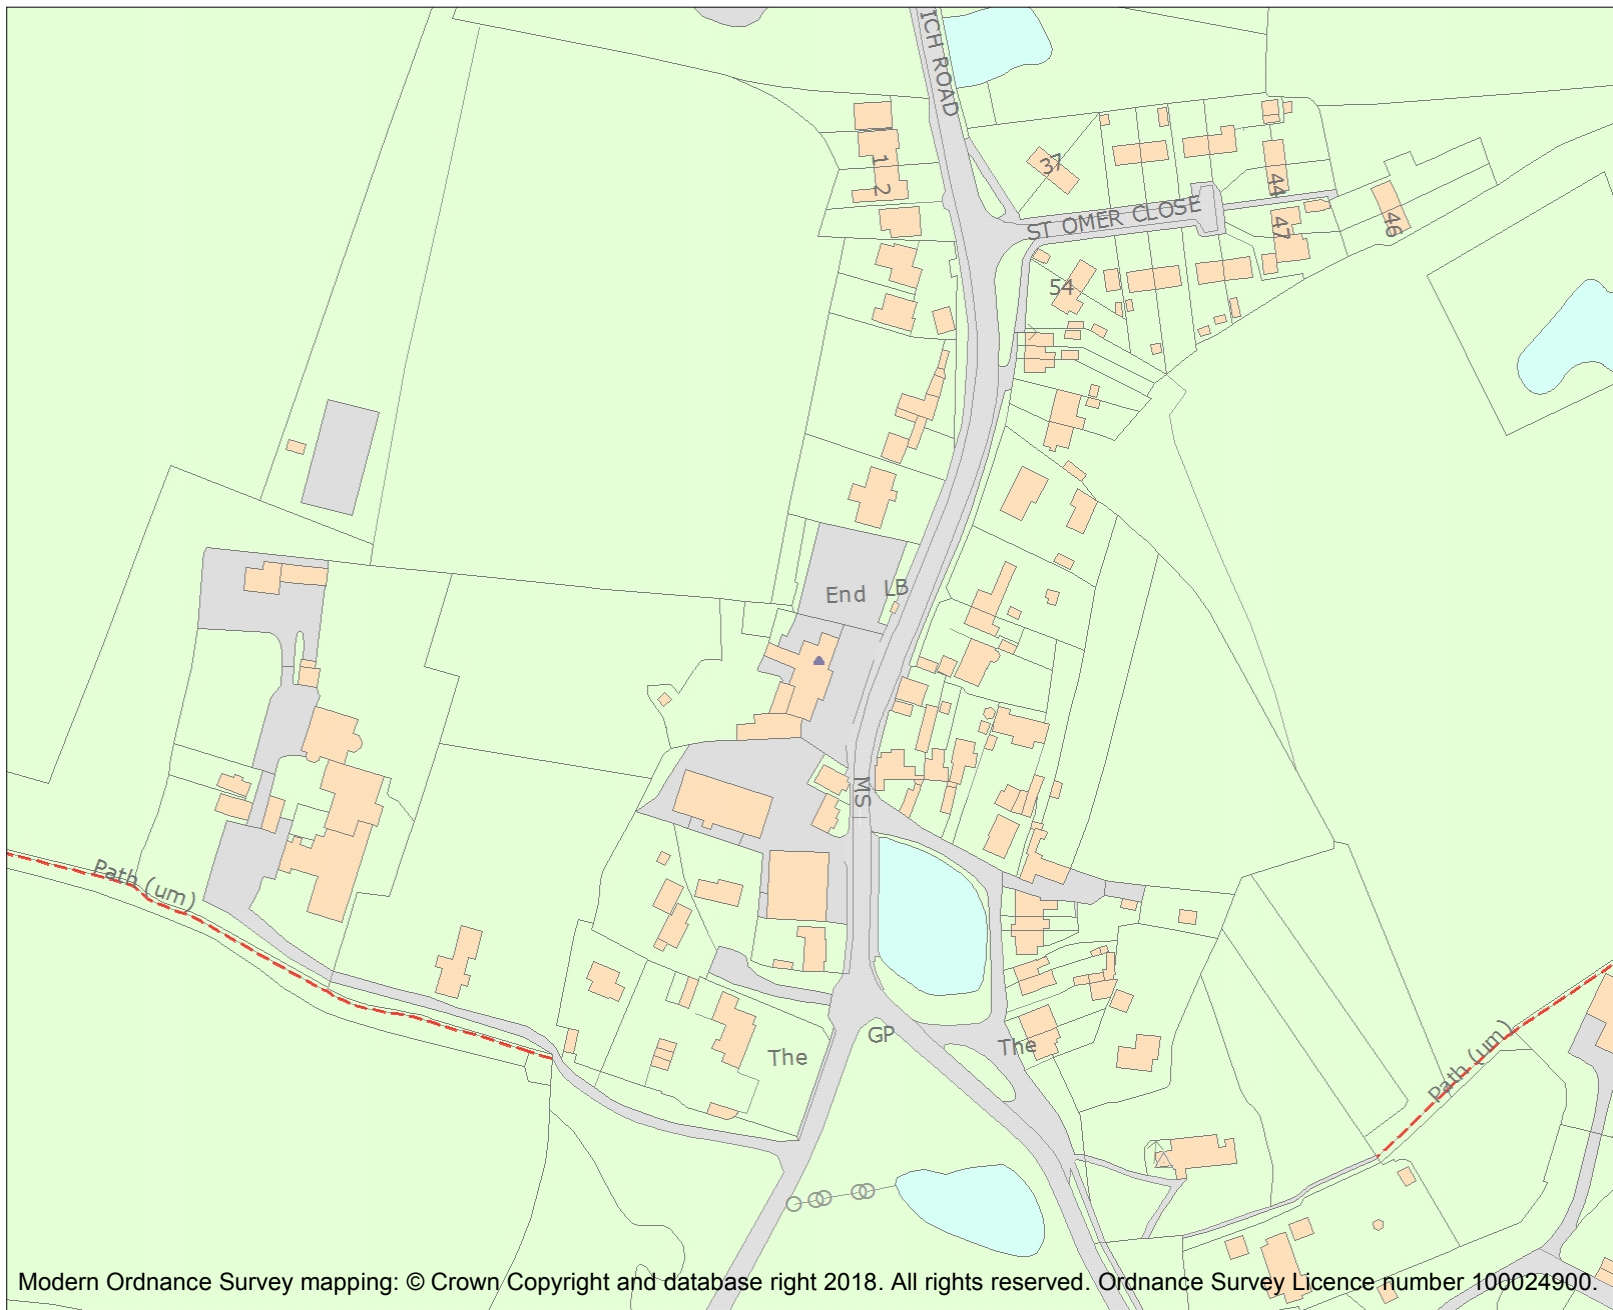 ICH ROAD
37
1
2
44
ST OMER CLOSE
47
46
54
End
LB
MS
Path (um)
GP
The
The
Path (um)
Modern Ordnance Survey mapping: © Crown Copyright and database right 2018. All rights reserved. Ordnance Survey Licence number 100024900.